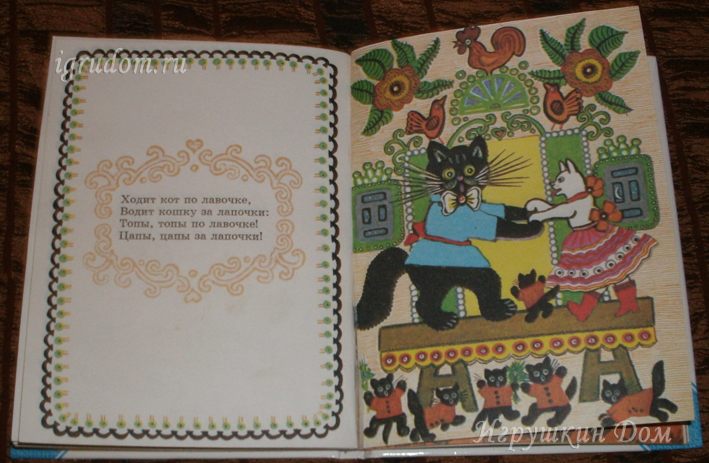 igrudom.ru
Ходит кот по лавочке,
Водит кошку за лапочки:
Топы, топы по лавочке!
Цапы, цапы за лапочки!
Игрушкин Дом